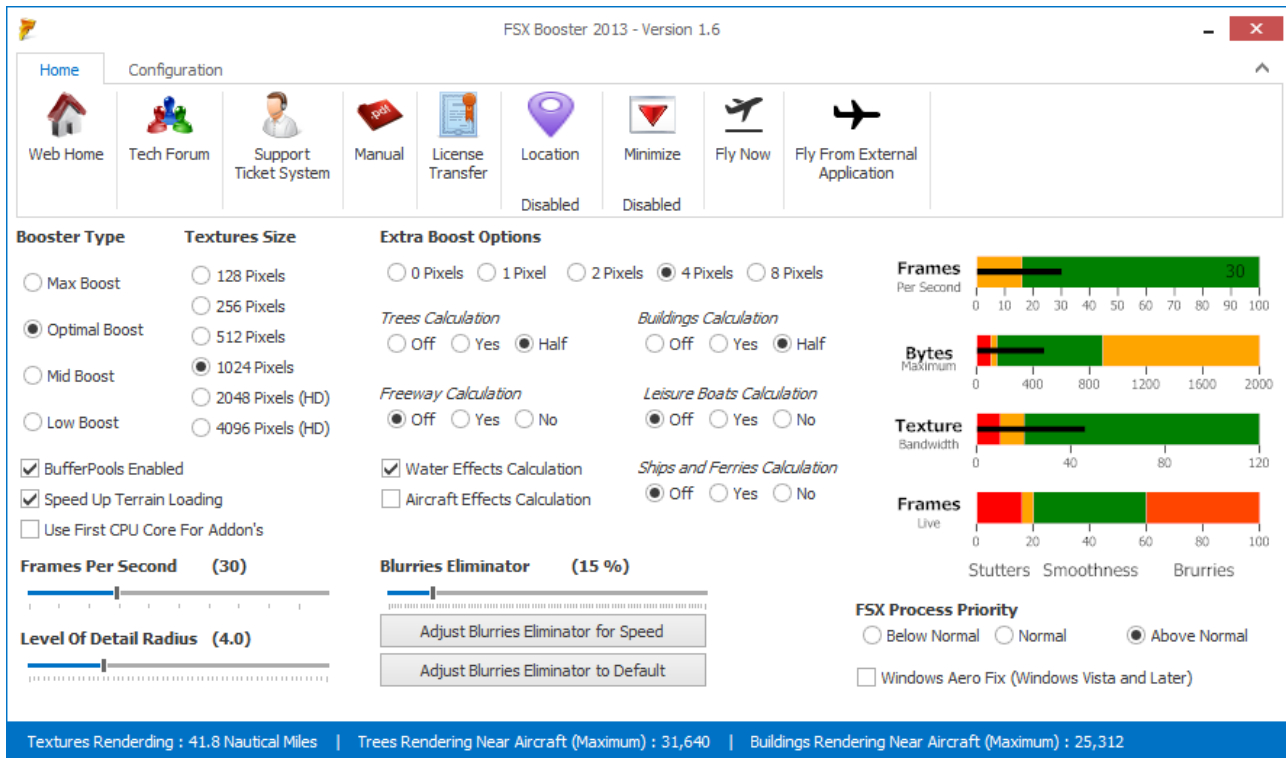 FSX Booster 2013 - Version 1.6
Home Configuration
Web Home Tech Forum Support Ticket System .pdf Manual License Transfer Location Minimize Fly Now Fly From External Application
Disabled Disabled
Booster Type
Max Boost
Optimal Boost
Mid Boost
Low Boost
Textures Size
128 Pixels
256 Pixels
512 Pixels
1024 Pixels
2048 Pixels (HD)
4096 Pixels (HD)
BufferPools Enabled
Speed Up Terrain Loading
Use First CPU Core For Addon's
Frames Per Second (30)
Level Of Detail Radius (4.0)
Extra Boost Options
0 Pixels 1 Pixel 2 Pixels 4 Pixels 8 Pixels
Trees Calculation
Off Yes Half
Buildings Calculation
Off Yes Half
Freeway Calculation
Off Yes No
Leisure Boats Calculation
Off Yes No
Water Effects Calculation
Aircraft Effects Calculation
Ships and Ferries Calculation
Off Yes No
Blurries Eliminator (15 %)
Adjust Blurries Eliminator for Speed
Adjust Blurries Eliminator to Default
Frames
Per Second
30
0 10 20 30 40 50 60 70 80 90 100
Bytes
Maximum
0 400 800 1200 1600 2000
Texture
Bandwidth
0 40 80 120
Frames
Live
0 20 40 60 80 100
Stutters Smoothness Brurries
FSX Process Priority
Below Normal Normal Above Normal
Windows Aero Fix (Windows Vista and Later)
Textures Renderding : 41.8 Nautical Miles | Trees Rendering Near Aircraft (Maximum) : 31,640 | Buildings Rendering Near Aircraft (Maximum) : 25,312